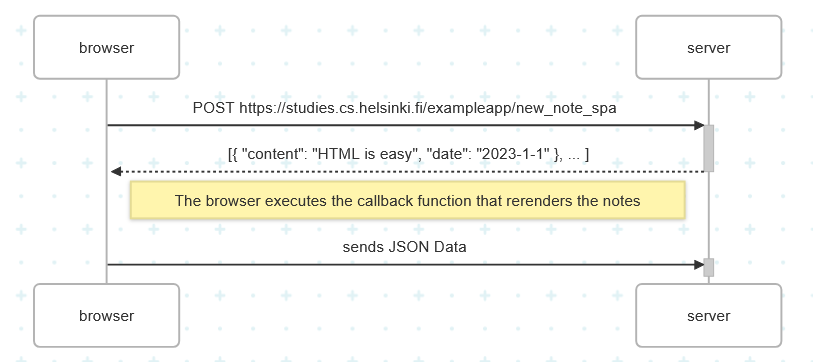 browser
server
POST https://studies.cs.helsinki.fi/exampleapp/new_note_spa
[{ "content": "HTML is easy", "date": "2023-1-1" }, ... ]
The browser executes the callback function that rerenders the notes
sends JSON Data
browser
server